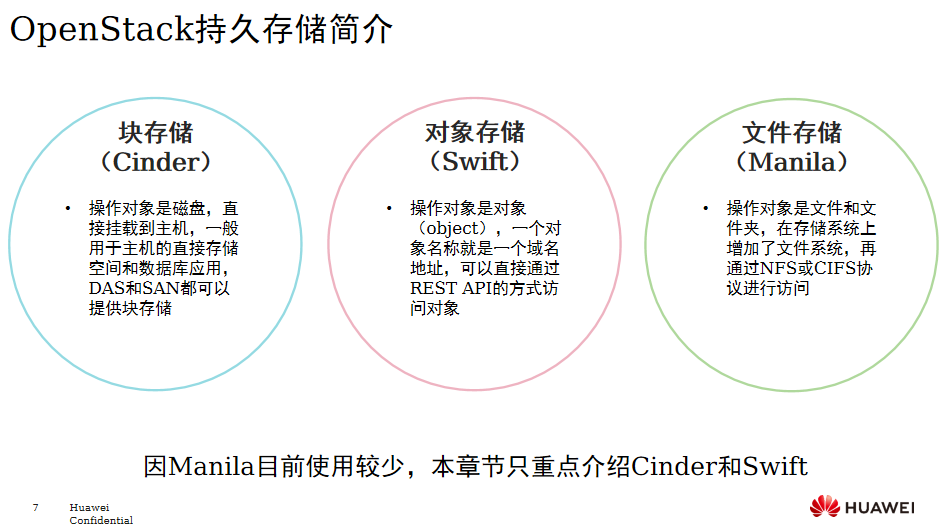 OpenStack持久存储简介
块存储
（Cinder）
• 操作对象是磁盘，直
接挂载到主机，一般
用于主机的直接存储
空间和数据库应用，
DAS和SAN都可以
提供块存储
对象存储
（Swift）
• 操作对象是对象
（object），一个对
象名称就是一个域名
地址，可以直接通过
REST API的方式访
问对象
文件存储
（Manila）
• 操作对象是文件和文
件夹，在存储系统上
增加了文件系统，再
通过NFS或CIFS协
议进行访问
因Manila目前使用较少，本章节只重点介绍Cinder和Swift
7
Huawei
Confidential
HUAWEI